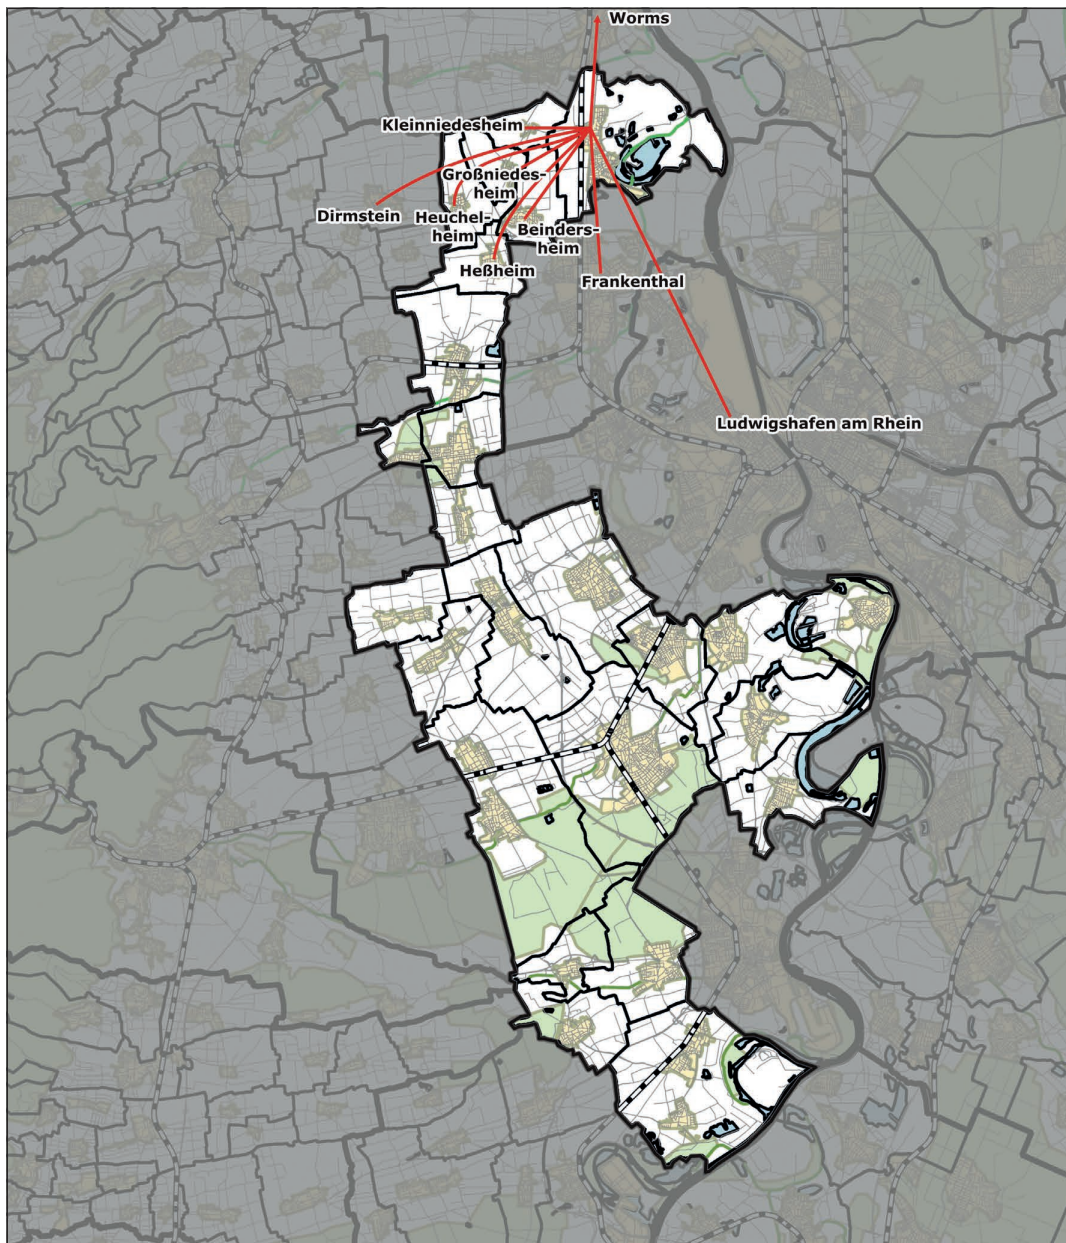 Worms
Kleinniedesheim
Großniedes-
heim
Dirmstein
Heuchel-
heim
Beinders-
heim
Heßheim
Frankenthal
Ludwigshafen am Rhein